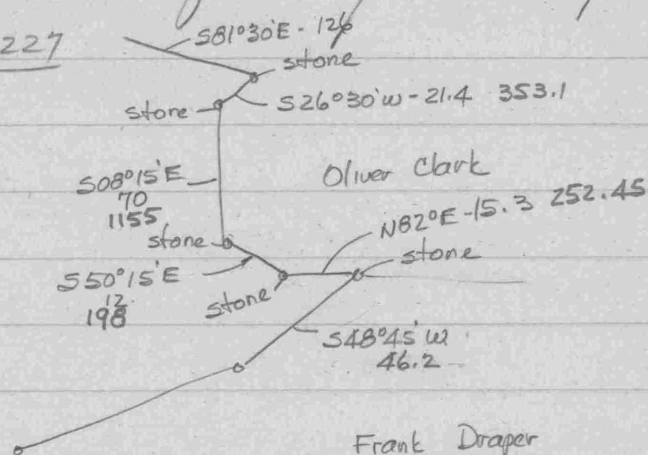 227
S81°30'E - 126
stone
stone
S26°30'W - 21.4 353.1
Oliver Clark
S08°15'E
70
1155
N82°E - 15.3 252.45
stone
stone
S50°15'E
12
198
stone
S48°45'W
46.2
Frank Draper